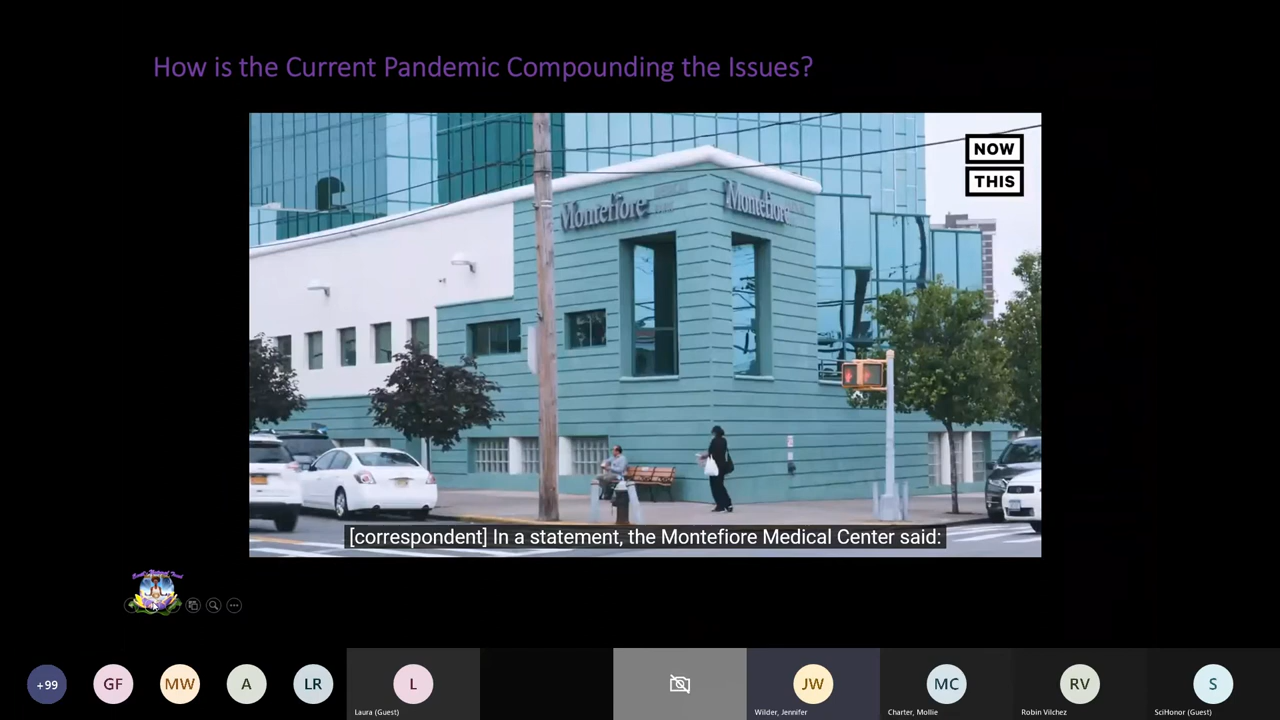 How is the Current Pandemic Compounding the Issues?
NOW
THIS
Montefiore
Montefiore
[correspondent] In a statement, the Montefiore Medical Center said:
+99
GF
MW
A
LR
L
JW
MC
RV
S
Laura (Guest)
Wilder, Jennifer
Charter, Mollie
Robin Vilchez
SciHonor (Guest)